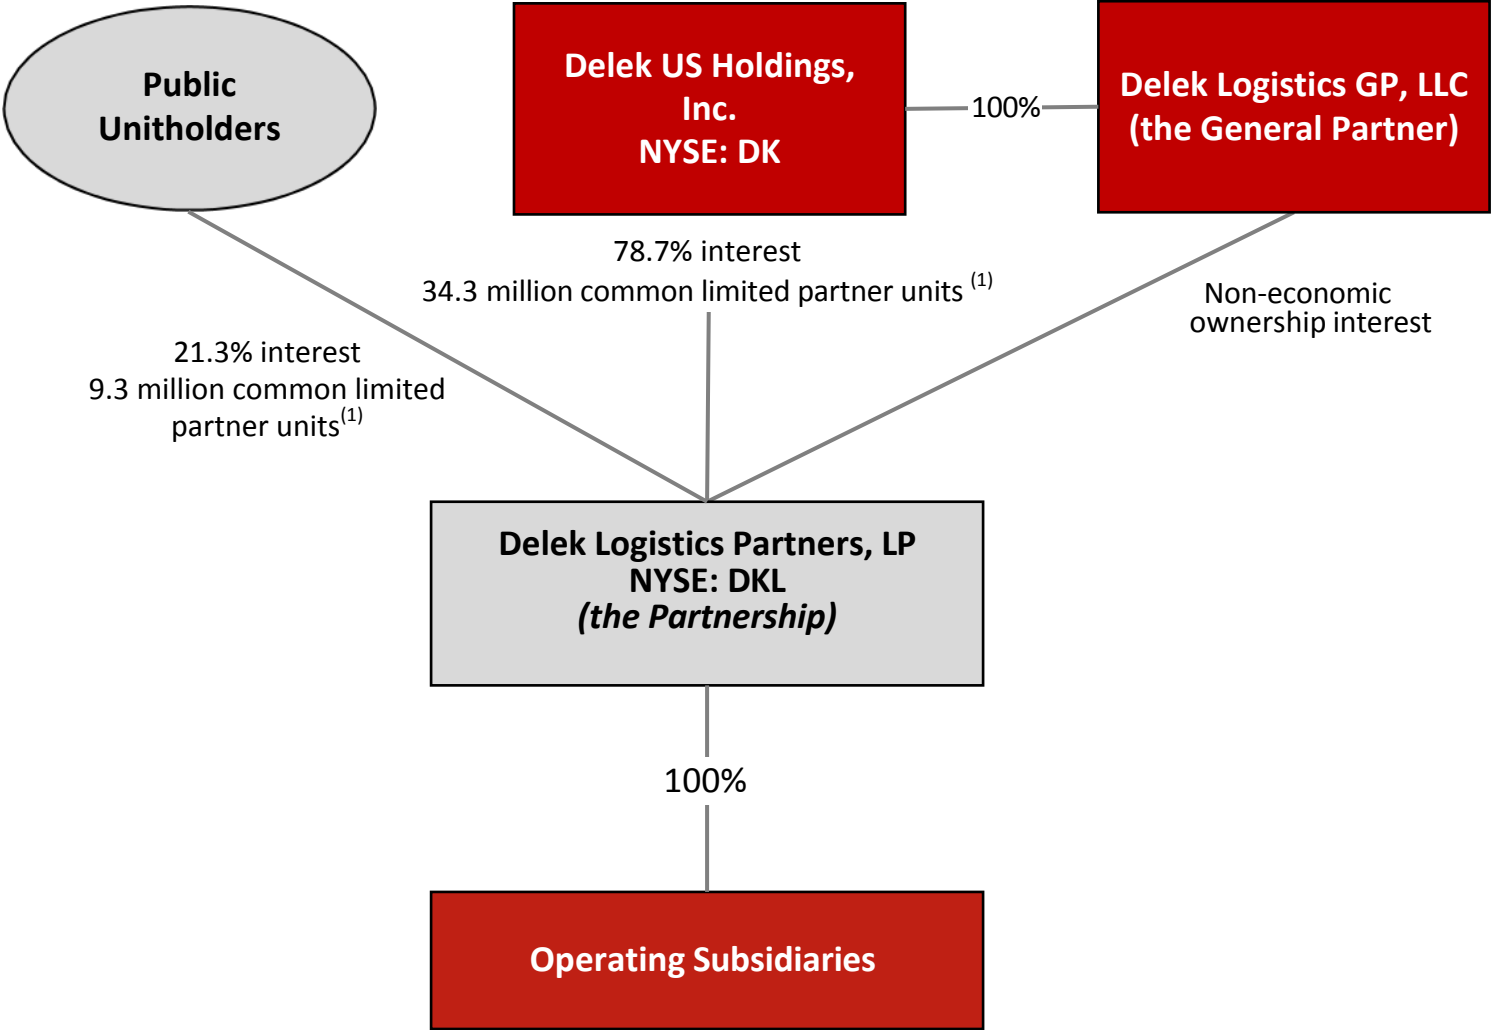 Public
Unitholders
Delek US Holdings,
Inc.
NYSE: DK
100%
Delek Logistics GP, LLC
(the General Partner)
78.7% interest
34.3 million common limited partner units (1)
Non-economic
ownership interest
21.3% interest
9.3 million common limited
partner units(1)
Delek Logistics Partners, LP
NYSE: DKL
(the Partnership)
100%
Operating Subsidiaries